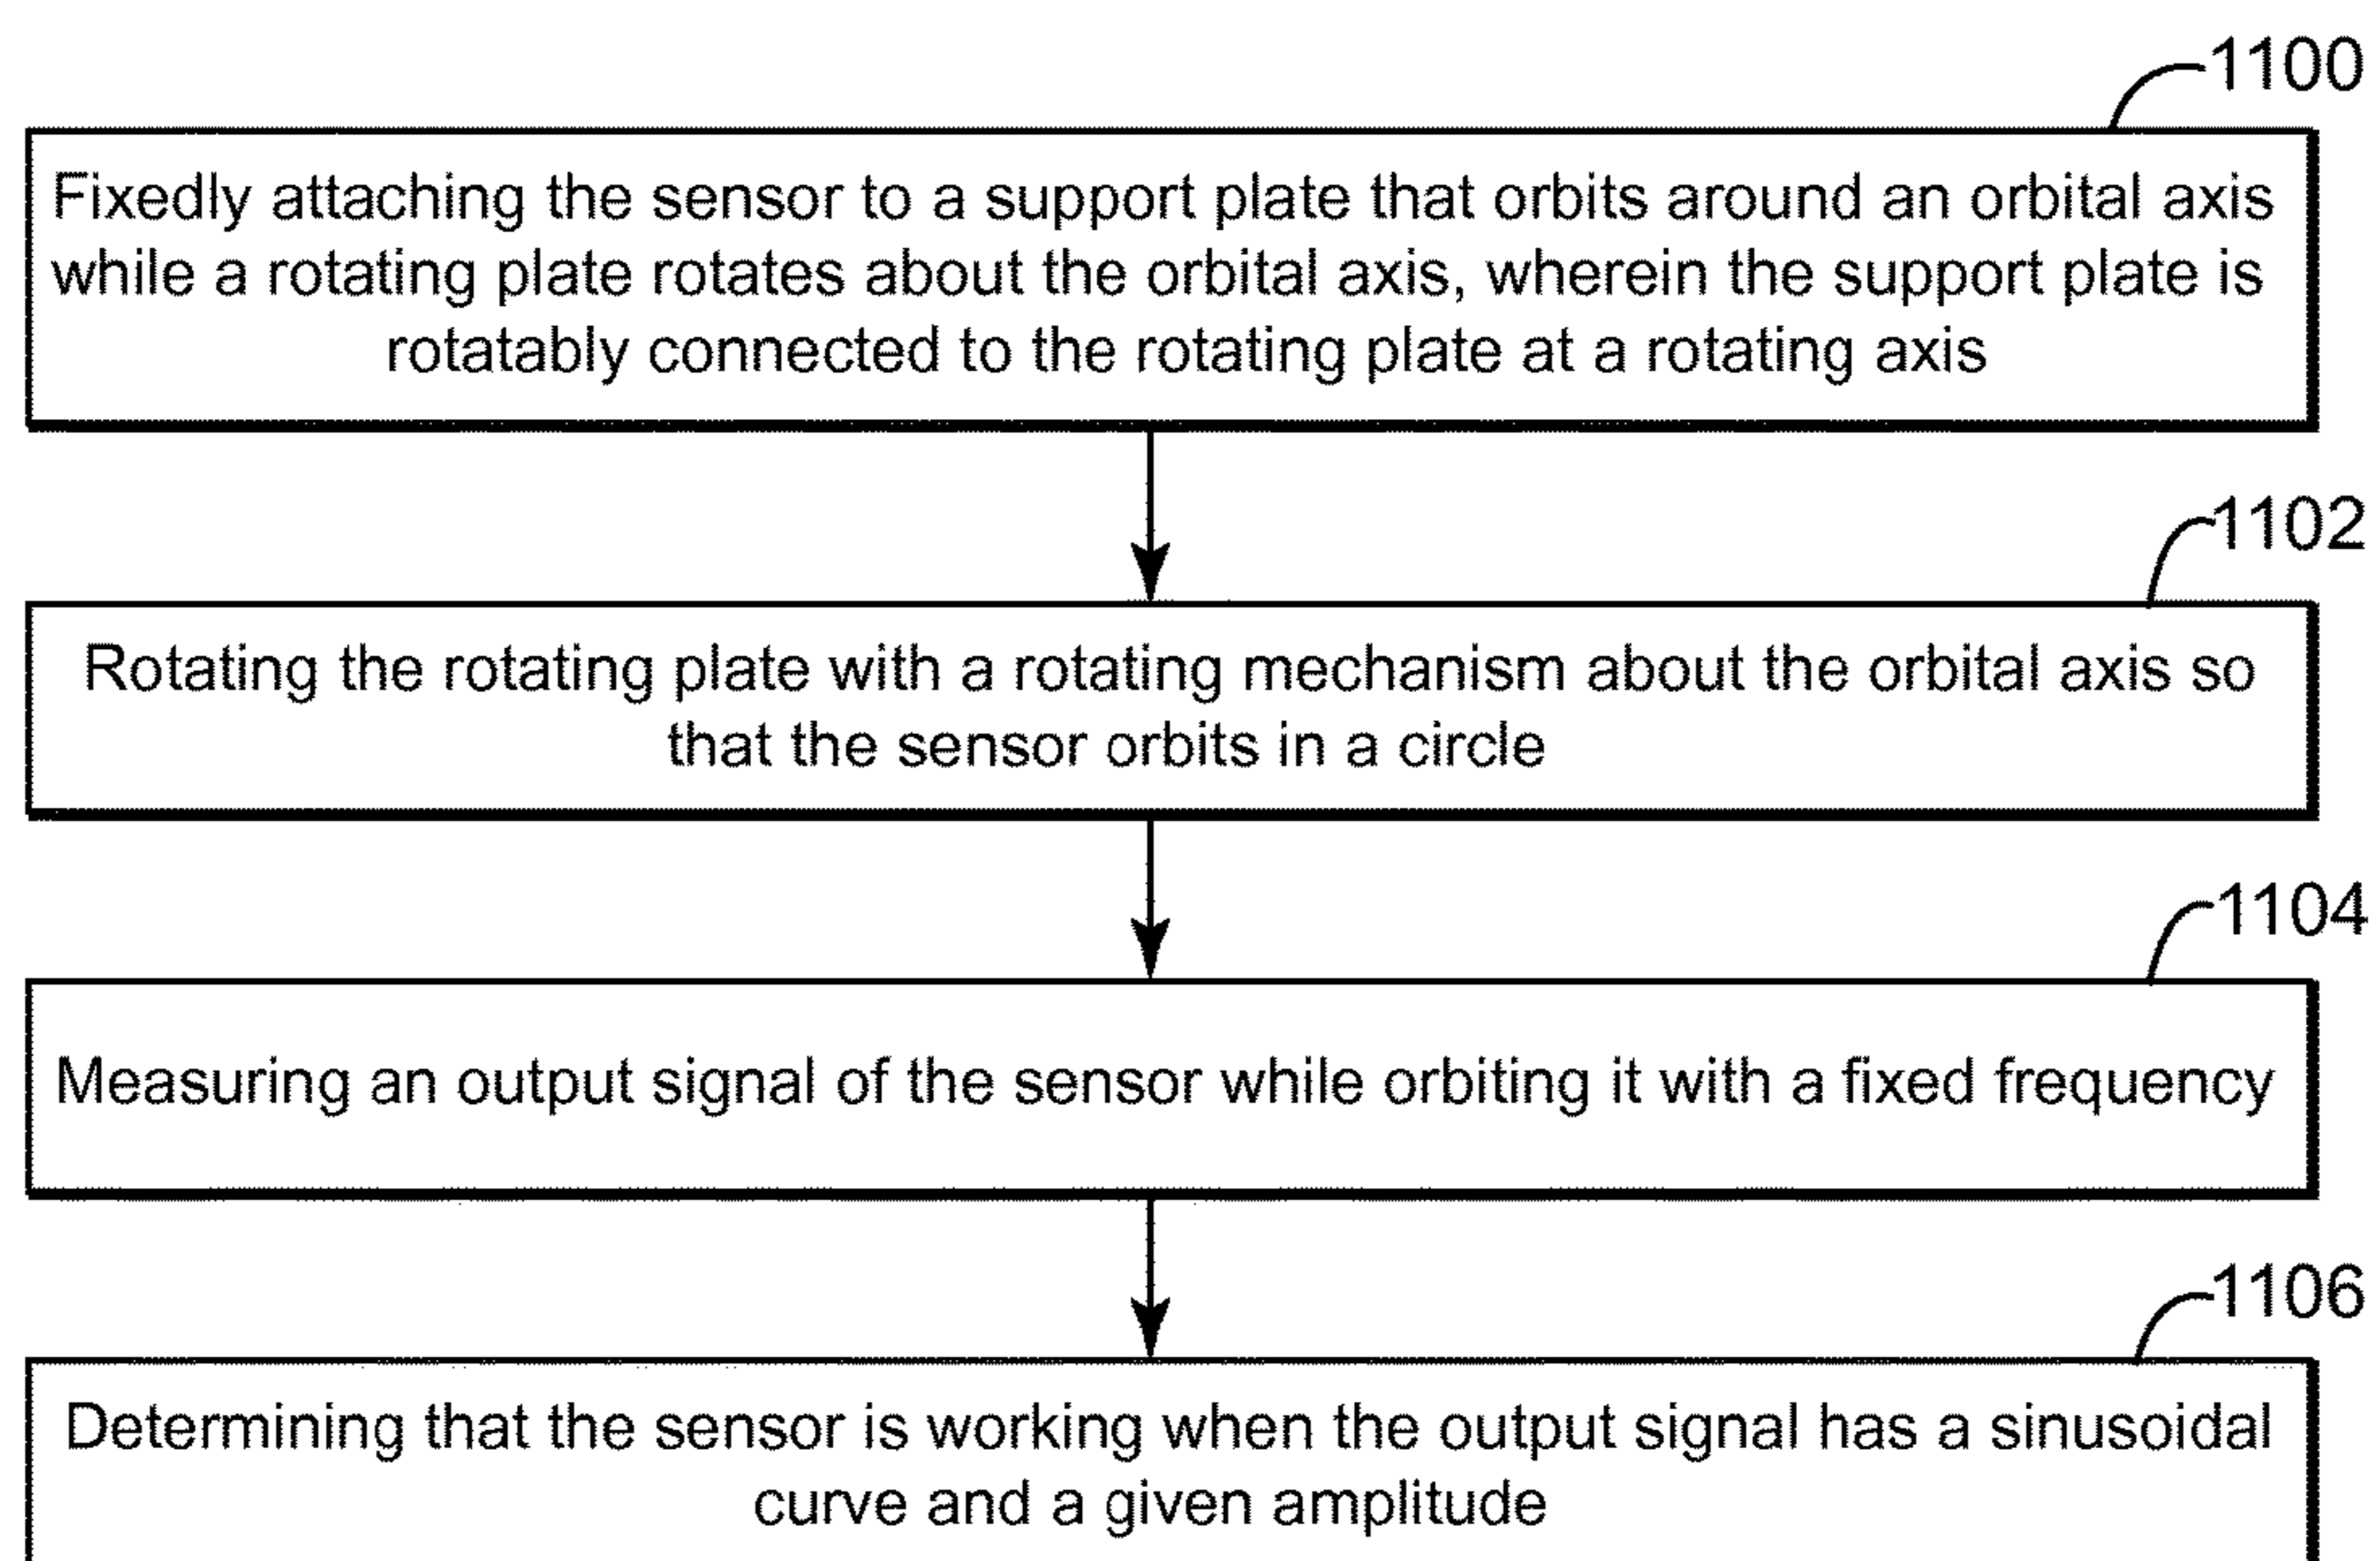 1100
Fixedly attaching the sensor to a support plate that orbits around an orbital axis
while a rotating plate rotates about the orbital axis, wherein the support plate is
rotatably connected to the rotating plate at a rotating axis
1102
Rotating the rotating plate with a rotating mechanism about the orbital axis so
that the sensor orbits in a circle
1104
Measuring an output signal of the sensor while orbiting it with a fixed frequency
1106
Determining that the sensor is working when the output signal has a sinusoidal
curve and a given amplitude